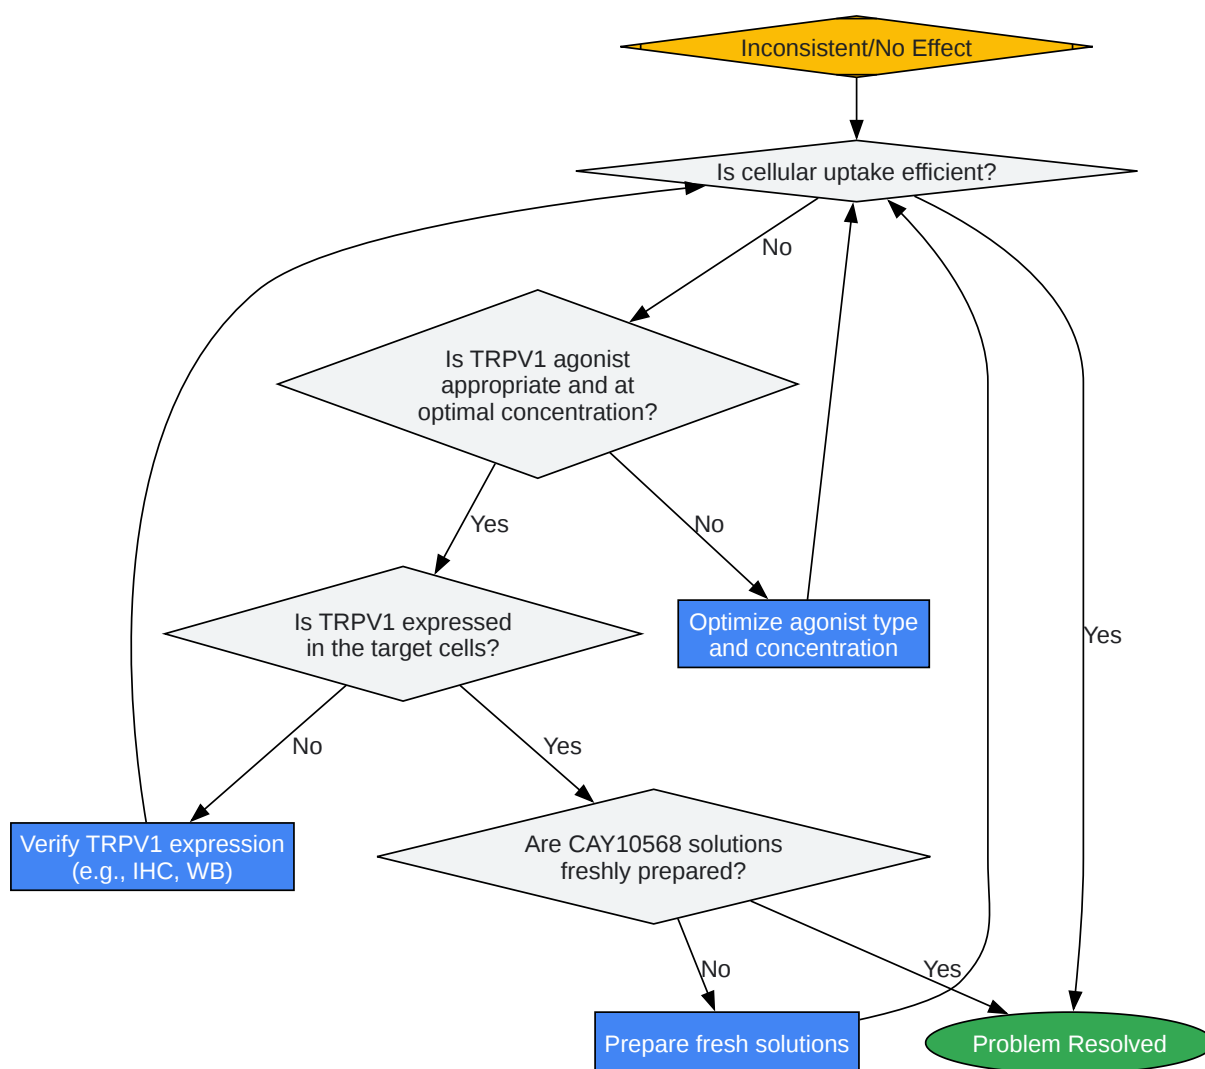 Inconsistent/No Effect
Is cellular uptake efficient?
No
Is TRPV1 agonist
appropriate and at
optimal concentration?
Yes
No
Is TRPV1 expressed
in the target cells?
Optimize agonist type
and concentration
Yes
No
Yes
Verify TRPV1 expression
(e.g., IHC, WB)
Are CAY10568 solutions
freshly prepared?
No
Yes
Prepare fresh solutions
Problem Resolved